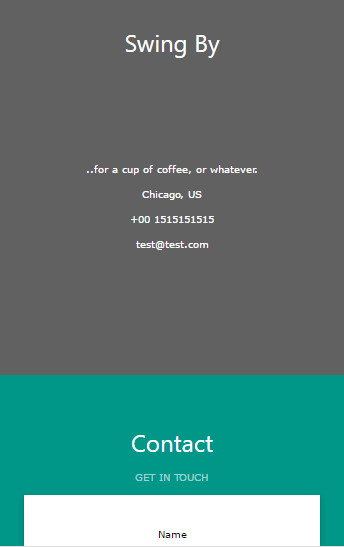 Swing By
..for a cup of coffee, or whatever.
Chicago, US
+00 1515151515
test@test.com
Contact
GET IN TOUCH
Name